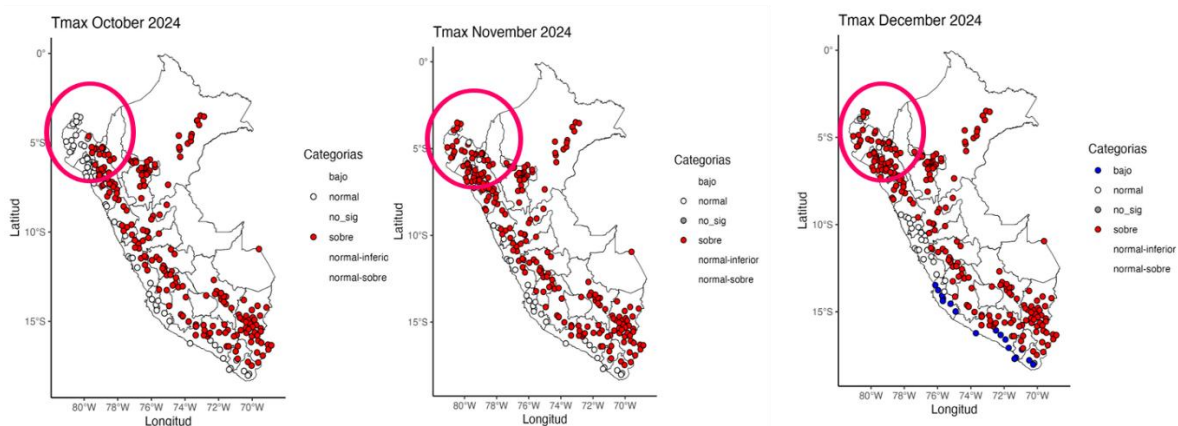 Tmax October 2024
0°
5°S
10°S
15°S
Latitud
80°W 78°W 76°W 74°W 72°W 70°W
Longitud
Categorias
bajo
normal
no_sig
sobre
normal-inferio
normal-sobre
Tmax November 2024
0°
5°S
10°S
15°S
Latitud
80°W 78°W 76°W 74°W 72°W 70°W
Longitud
Categorias
bajo
normal
no_sig
sobre
normal-inferior
normal-sobre
Tmax December 2024
0°
5°S
10°S
15°S
Latitud
80°W 78°W 76°W 74°W 72°W 70°W
Longitud
Categorias
bajo
normal
no_sig
sobre
normal-inferior
normal-sobre